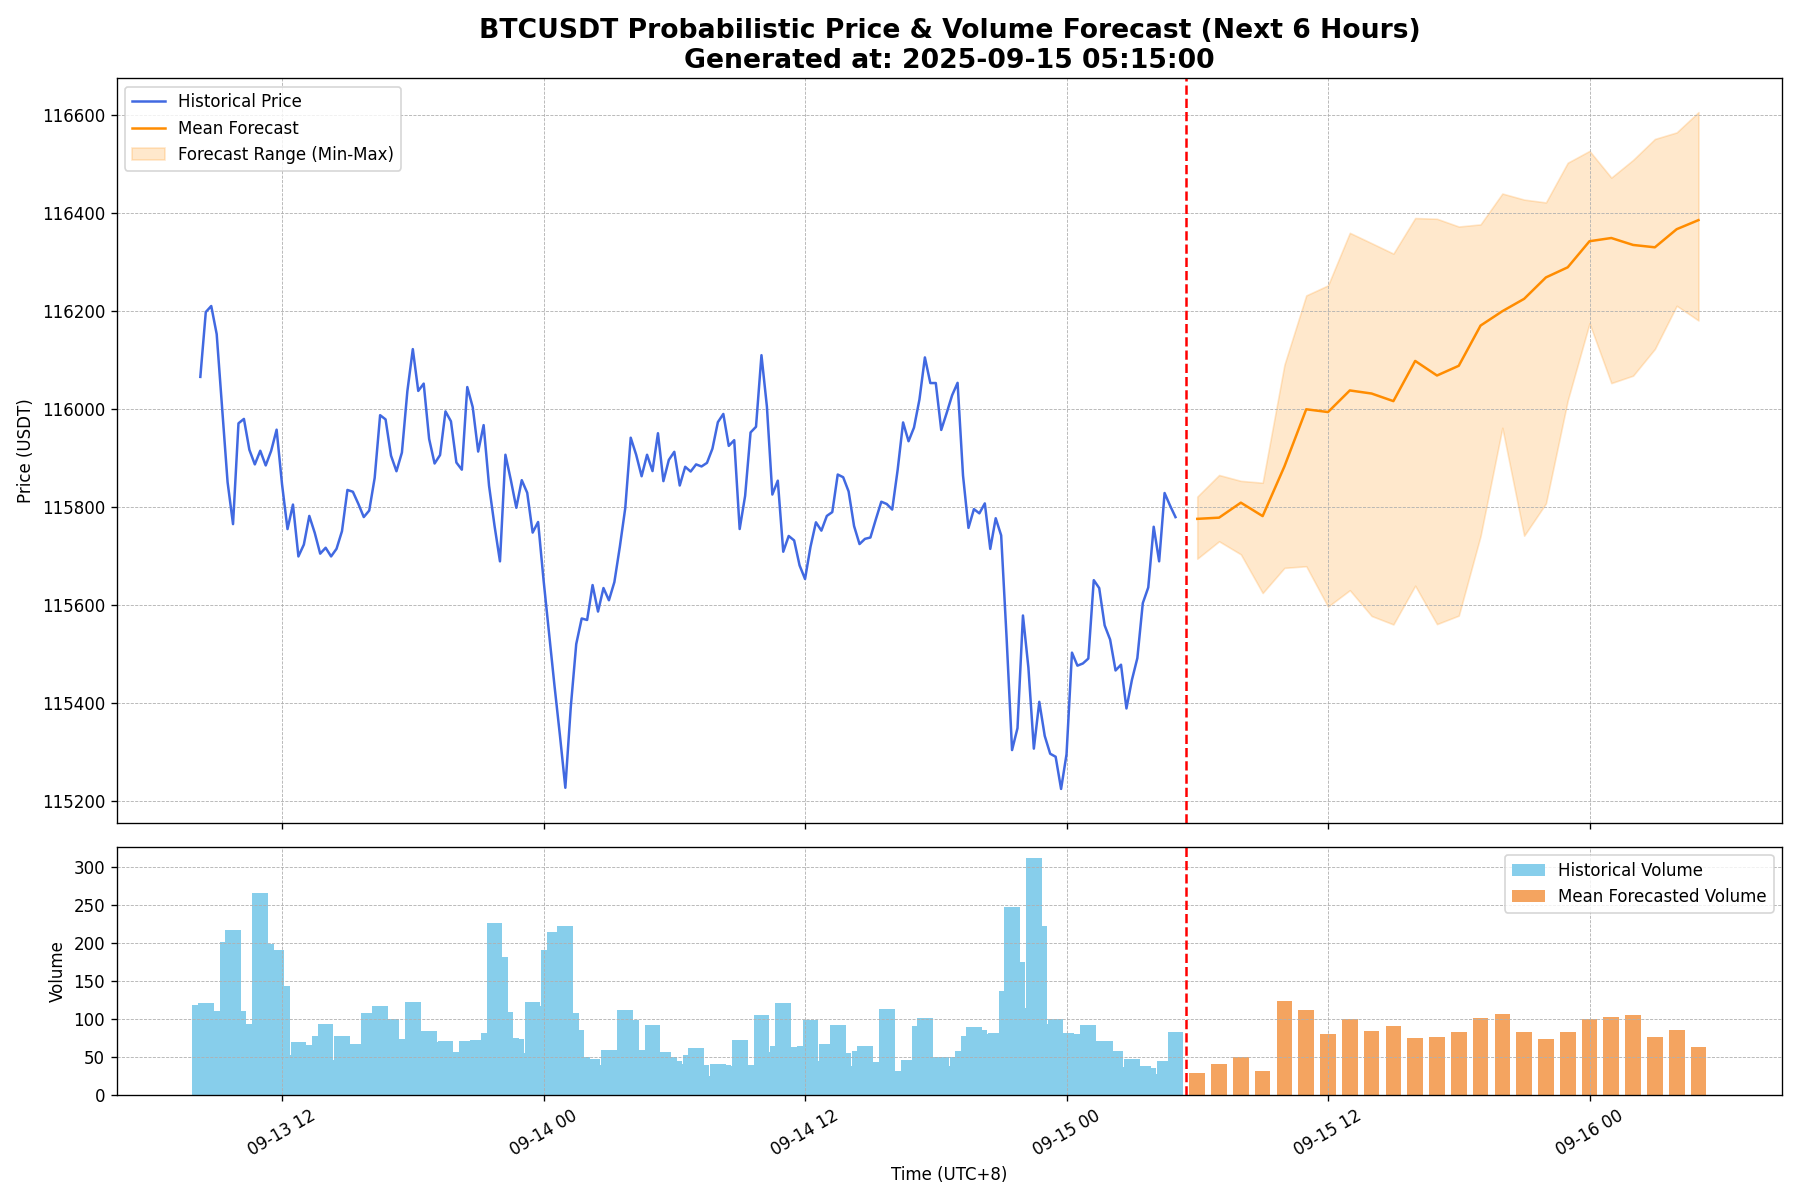 BTCUSDT Probabilistic Price & Volume Forecast (Next 6 Hours)
Generated at: 2025-09-15 05:15:00
Historical Price
Mean Forecast
Forecast Range (Min-Max)
Price (USDT)
116600
116400
116200
116000
115800
115600
115400
115200
Historical Volume
Mean Forecasted Volume
Volume
300
250
200
150
100
50
0
09-13 12
09-14 00
09-14 12
09-15 00
09-15 12
09-16 00
Time (UTC+8)